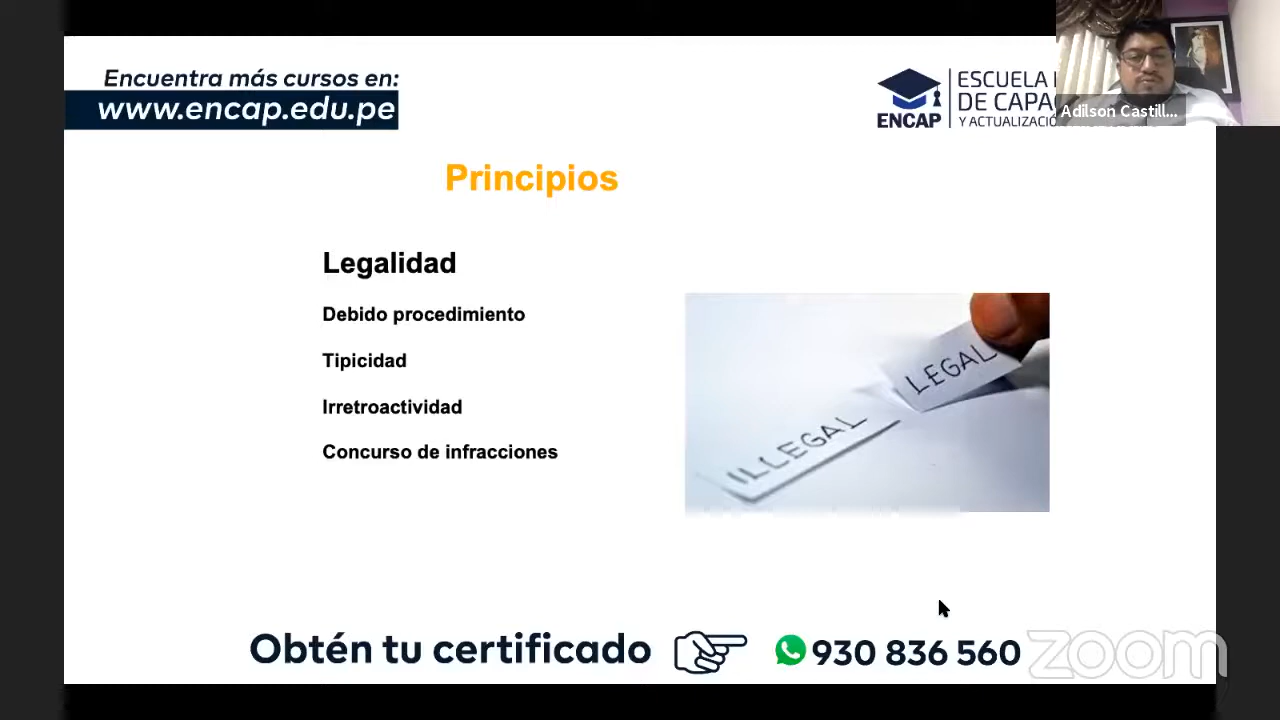 Encuentra más cursos en:
www.encap.edu.pe
ENCAP
ESCUELA
DE CAPA
Y ACTUALIZACIÓ
Adilson Castill...
Principios
Legalidad
Debido procedimiento
Tipicidad
Irretroactividad
Concurso de infracciones
LEGAL
ILLEGAL
Obtén tu certificado
930 836 560
zoom